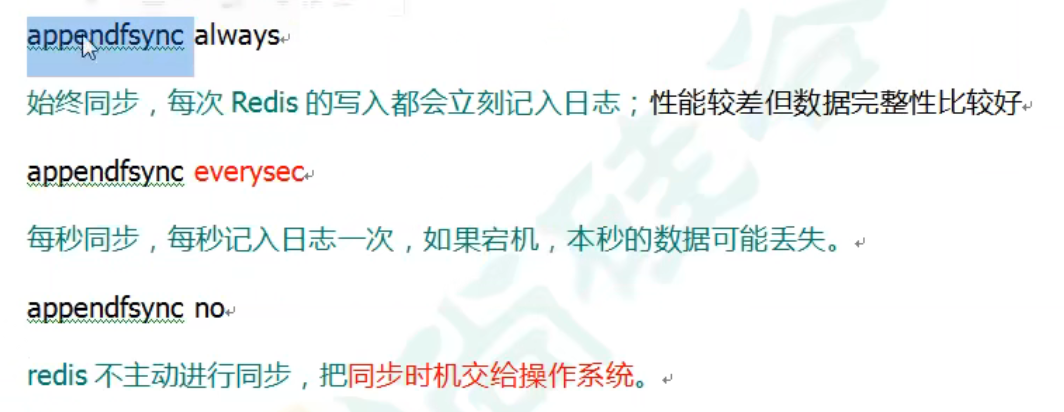 appendfsync always
始终同步，每次 Redis 的写入都会立刻记入日志；性能较差但数据完整性比较好
appendfsync everysec
每秒同步，每秒记入日志一次，如果宕机，本秒的数据可能丢失。
appendfsync no
redis 不主动进行同步，把同步时机交给操作系统。
尚硅谷